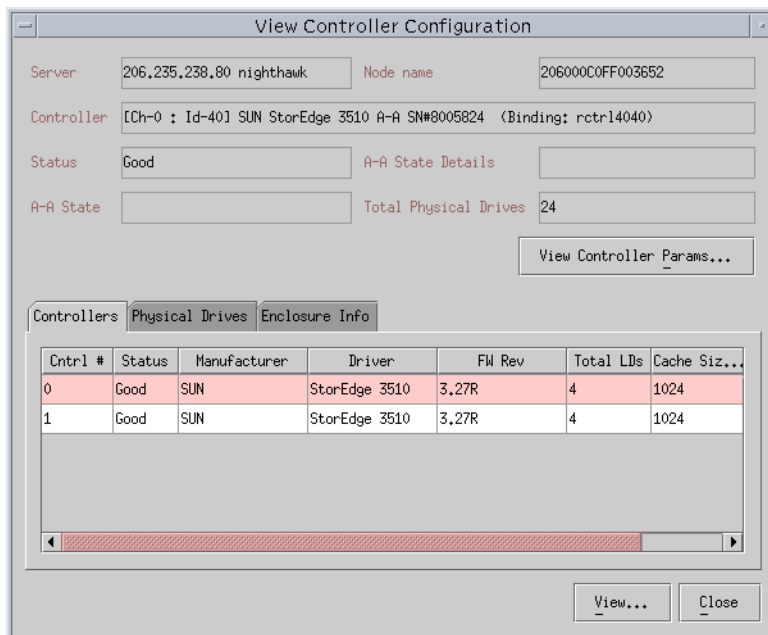 View Controller Configuration
Server 206.235.238.80 nighthawk Node name 206000C0FF003652
Controller [Ch-0 : Id-40] SUN StorEdge 3510 A-A SN#8005824 (Binding: rctrl4040)
Status Good A-A State Details
A-A State Total Physical Drives 24
View Controller Params...
Controllers Physical Drives Enclosure Info
Cntrl # Status Manufacturer Driver FW Rev Total LDs Cache Siz...
0 Good SUN StorEdge 3510 3.27R 4 1024
1 Good SUN StorEdge 3510 3.27R 4 1024
View... Close